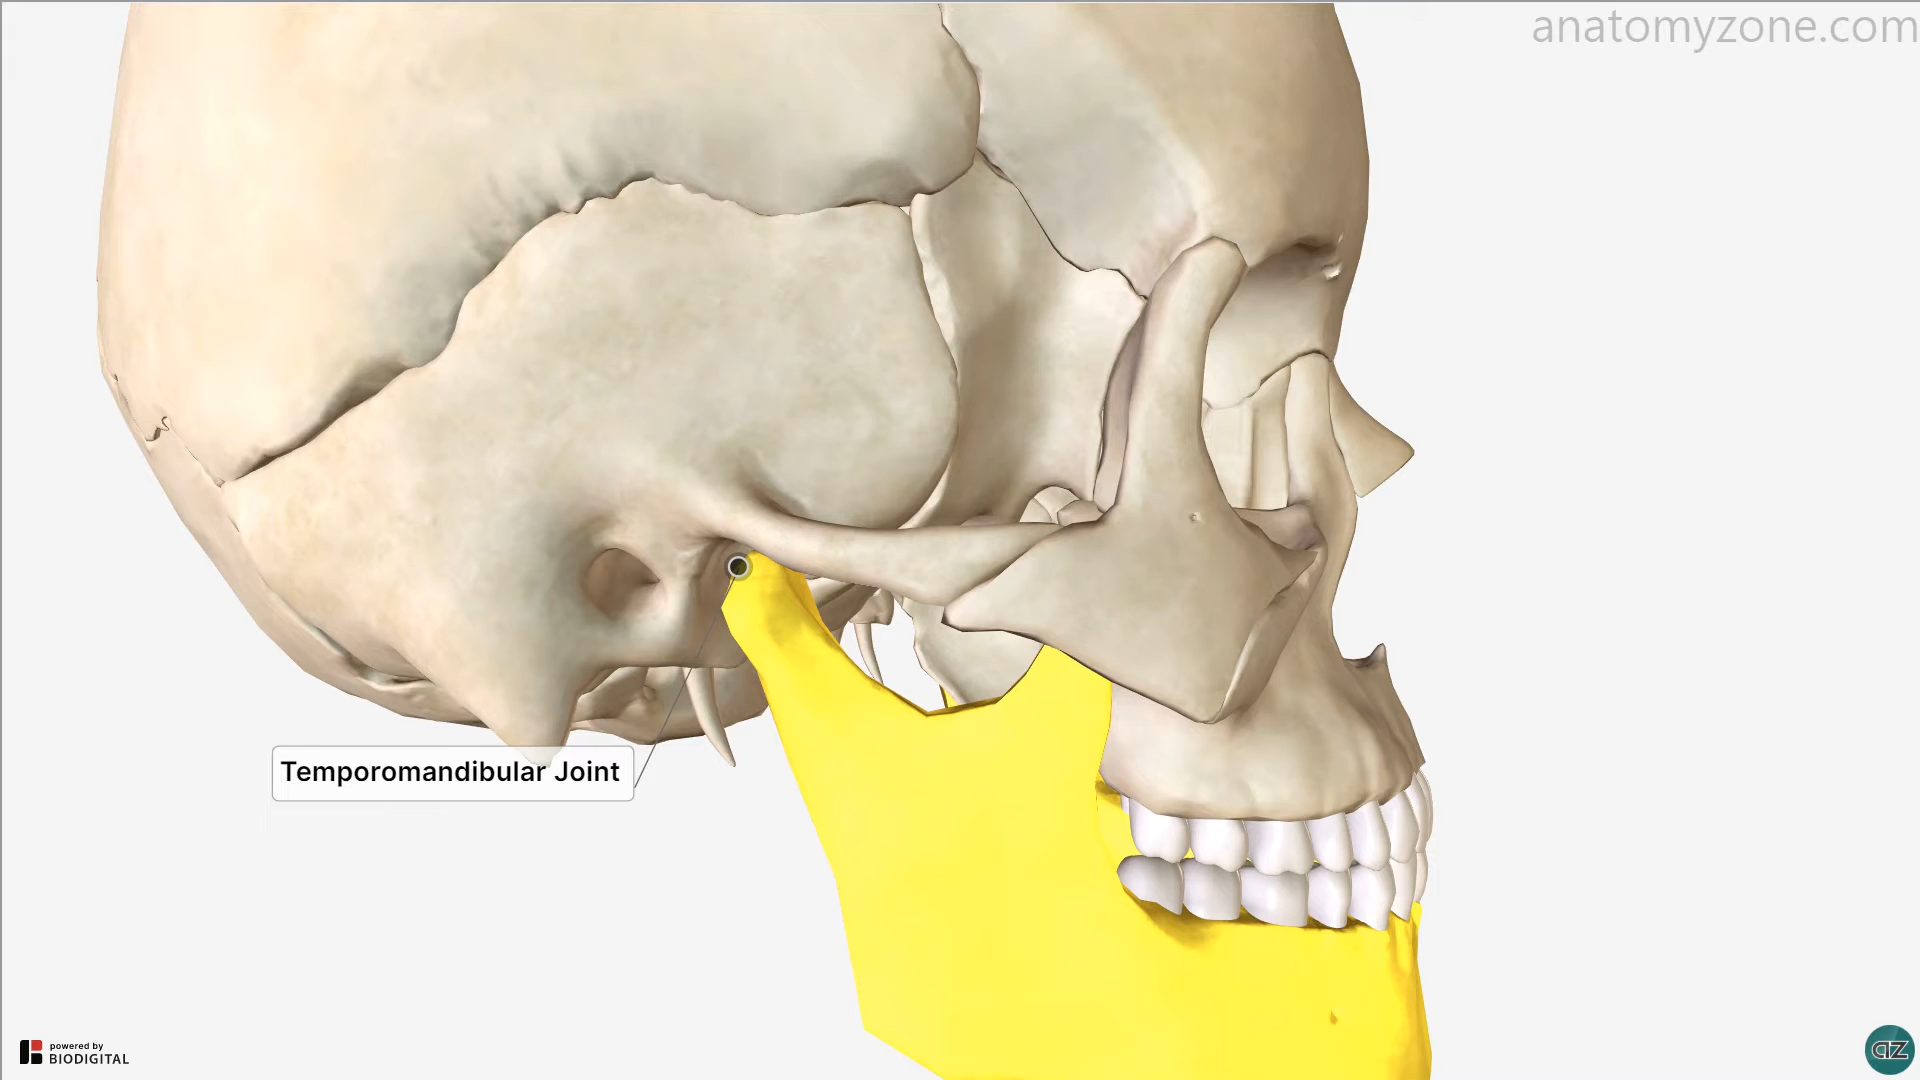 anatomyzone.com
Temporomandibular Joint
powered by
BIODIGITAL
az